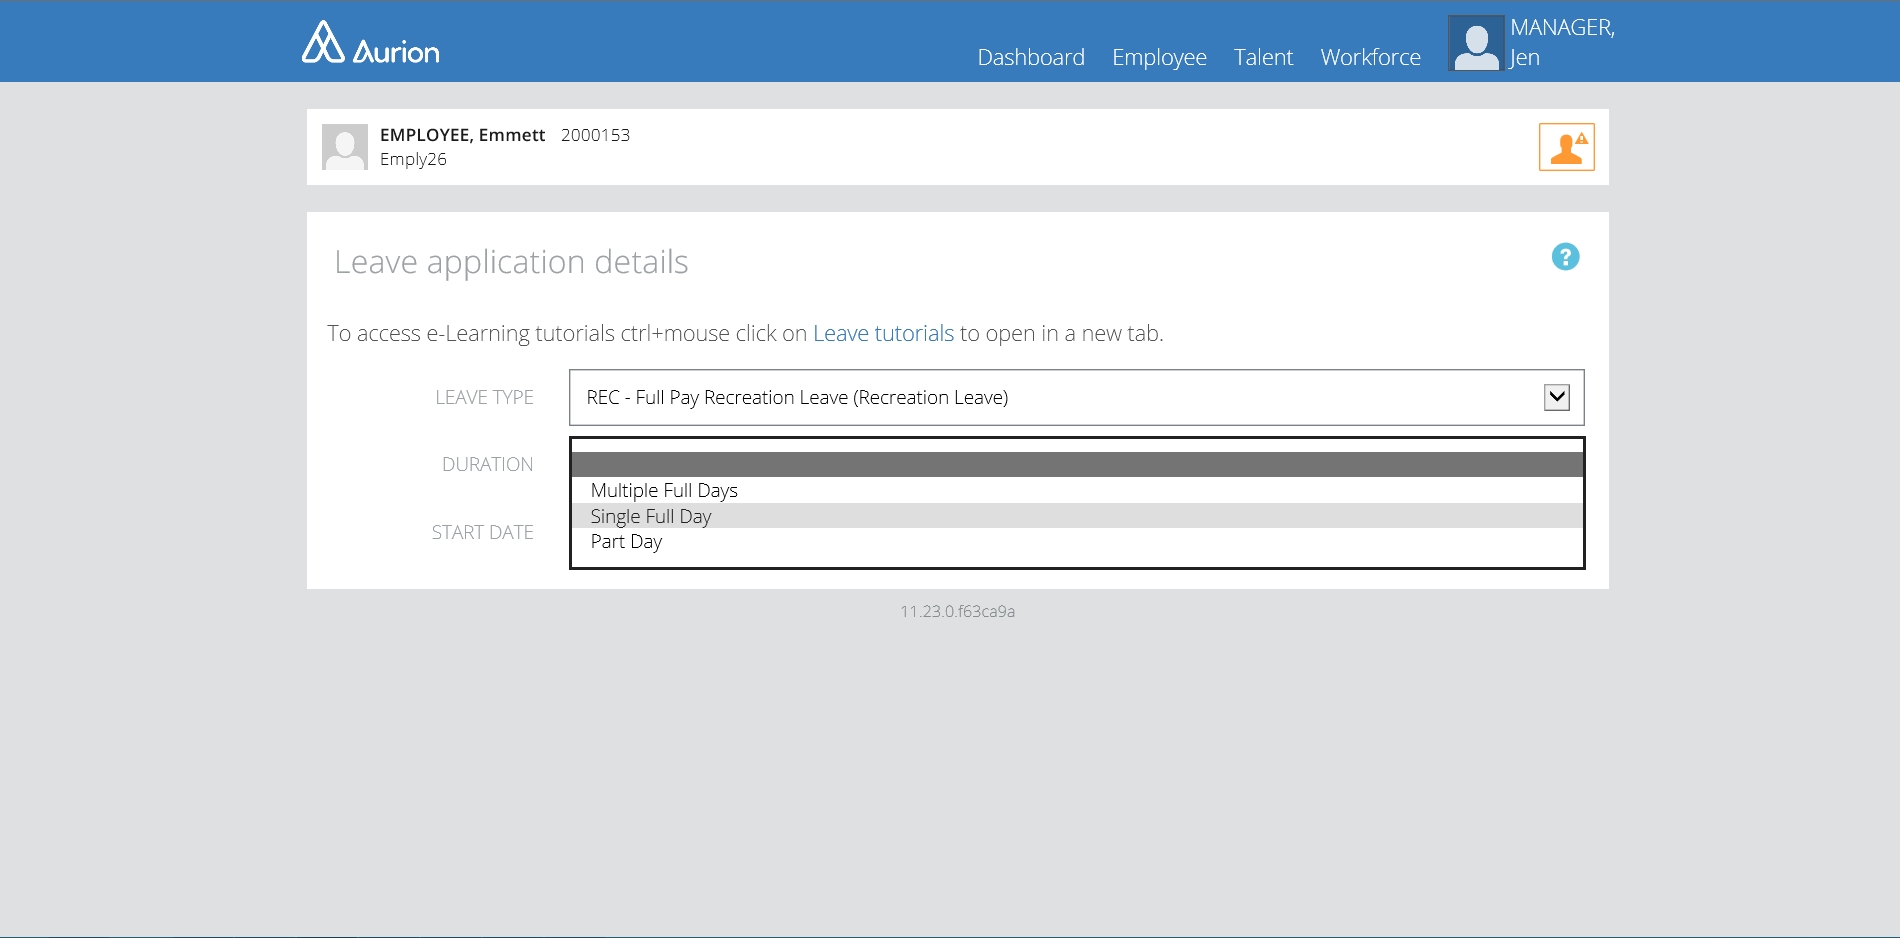 Aurion
Dashboard Employee Talent Workforce MANAGER,
Jen
EMPLOYEE, Emmett 2000153
Emply26
Leave application details
?
To access e-Learning tutorials ctrl+mouse click on Leave tutorials to open in a new tab.
LEAVE TYPE REC - Full Pay Recreation Leave (Recreation Leave)
DURATION
Multiple Full Days
Single Full Day
START DATE
Part Day
11.23.0.f63ca9a